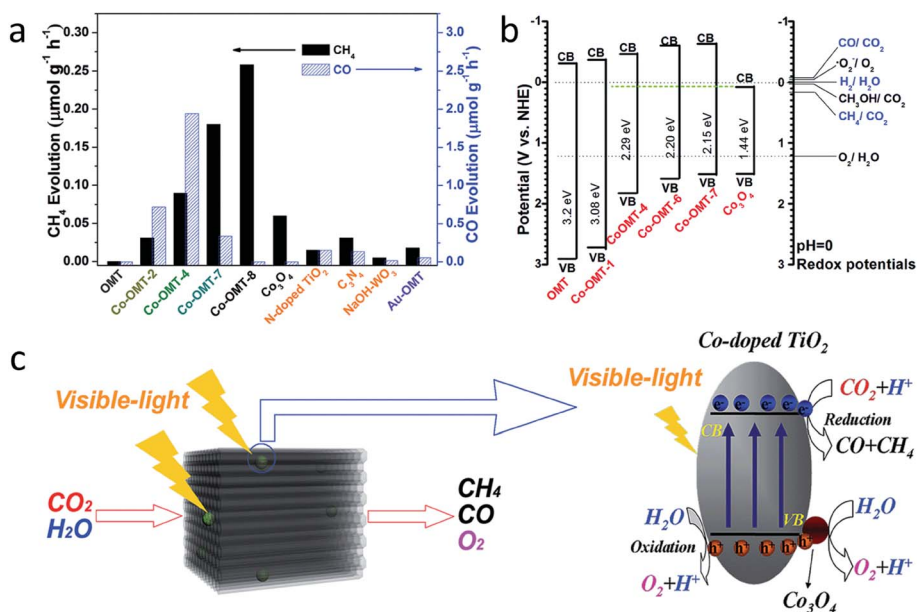 a
CH₄ Evolution (μmol g⁻¹ h⁻¹)
0.30
0.25
0.20
0.15
0.10
0.05
0.00
CH₄
CO
3.0
2.5
2.0
1.5
1.0
0.5
0.0
CO Evolution (μmol g⁻¹ h⁻¹)
OMT
Co-OMT-2
Co-OMT-4
Co-OMT-7
Co-OMT-8
Co₃O₄
N-doped TiO₂
C₃N₄
NaOH-WO₃
Au-OMT
b
Potential (V vs. NHE)
-1
0
1
2
3
CB
3.2 eV
VB
OMT
CB
3.08 eV
VB
Co-OMT-1
CB
2.29 eV
VB
CoOMT-4
CB
2.20 eV
VB
Co-OMT-6
CB
2.15 eV
VB
Co-OMT-7
CB
1.44 eV
VB
Co₃O₄
-1
0
1
2
3
CO/ CO₂
·O₂⁻/ O₂
H₂/ H₂O
CH₃OH/ CO₂
CH₄/ CO₂
O₂/ H₂O
pH=0
Redox potentials
c
Visible-light
CO₂
H₂O
CH₄
CO
O₂
Visible-light
Co-doped TiO₂
e⁻ e⁻ e⁻ e⁻ e⁻
CO₂+H⁺
Reduction
CO+CH₄
CB
VB
H₂O
Oxidation
O₂+H⁺
h⁺ h⁺ h⁺ h⁺ h⁺
H₂O
O₂+H⁺
Co₃O₄